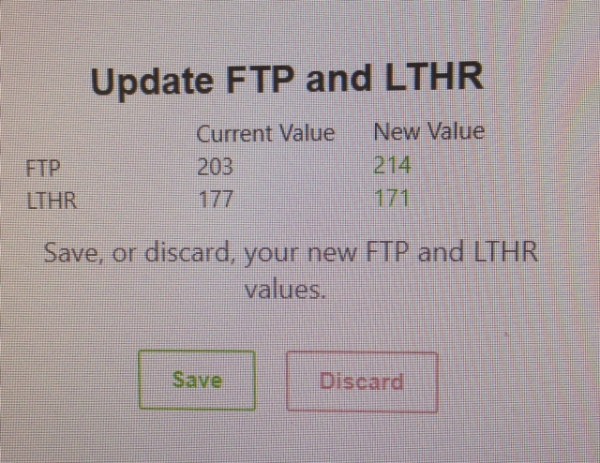 Update FTP and LTHR
Current Value New Value
FTP 203 214
LTHR 177 171
Save, or discard, your new FTP and LTHR
values.
Save Discard